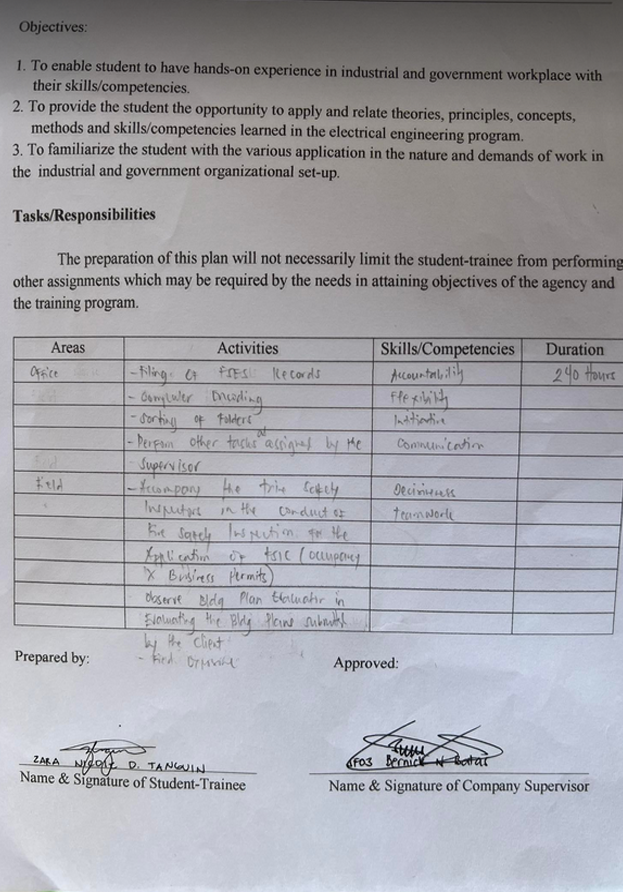 Objectives:
1. To enable student to have hands-on experience in industrial and government workplace with
their skills/competencies.
2. To provide the student the opportunity to apply and relate theories, principles, concepts,
methods and skills/competencies learned in the electrical engineering program.
3. To familiarize the student with the various application in the nature and demands of work in
the industrial and government organizational set-up.
Tasks/Responsibilities
The preparation of this plan will not necessarily limit the student-trainee from performing
other assignments which may be required by the needs in attaining objectives of the agency and
the training program.
Areas Activities Skills/Competencies Duration
Office - Filing of FSES Records Accountability 240 Hours
- Computer Encoding Flexibility
- Sorting of Folders Initiative
- Perform other tasks as assigned by the Communication
Supervisor
Field - Accompany the Fire Safety Decisiveness
Inspectors in the conduct of teamwork
Fire Safety Inspection for the
Application of FSIC (occupancy
& Business Permits)
Observe Bldg Plan Evaluator in
Evaluating the Bldg Plans submitted
by the Client
Prepared by: Approved:
ZARA NICOLE D. TANGUIN SFO3 Bernick N Botas
Name & Signature of Student-Trainee Name & Signature of Company Supervisor